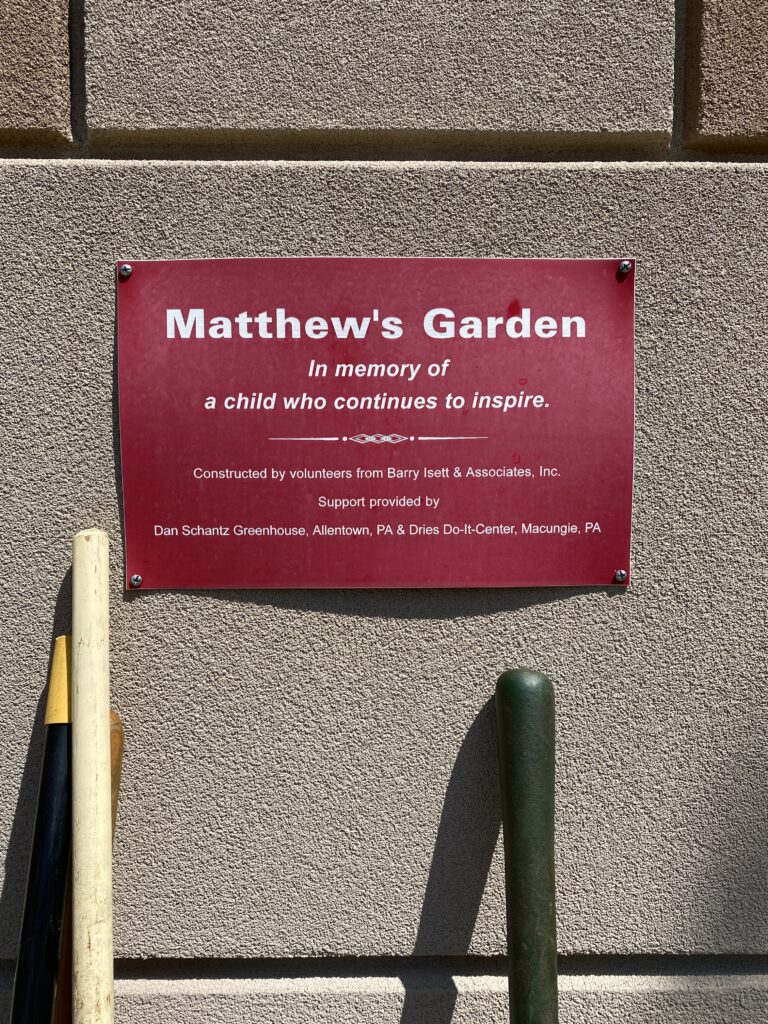 Matthew's Garden
In memory of
a child who continues to inspire.
Constructed by volunteers from Barry Isett & Associates, Inc.
Support provided by
Dan Schantz Greenhouse, Allentown, PA & Dries Do-It-Center, Macungie, PA